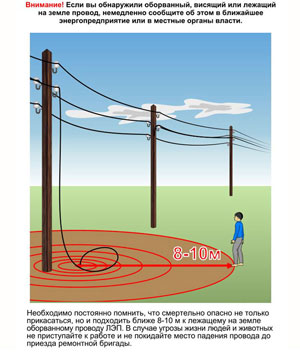 Внимание! Если вы обнаружили оборванный, висящий или лежащий
на земле провод, немедленно сообщите об этом в ближайшее
энергопредприятие или в местные органы власти.
8-10м
Необходимо постоянно помнить, что смертельно опасно не только
прикасаться, но и подходить ближе 8-10 м к лежащему на земле
оборванному проводу ЛЭП. В случае угрозы жизни людей и животных
не приступайте к работе и не покидайте место падения провода до
приезда ремонтной бригады.